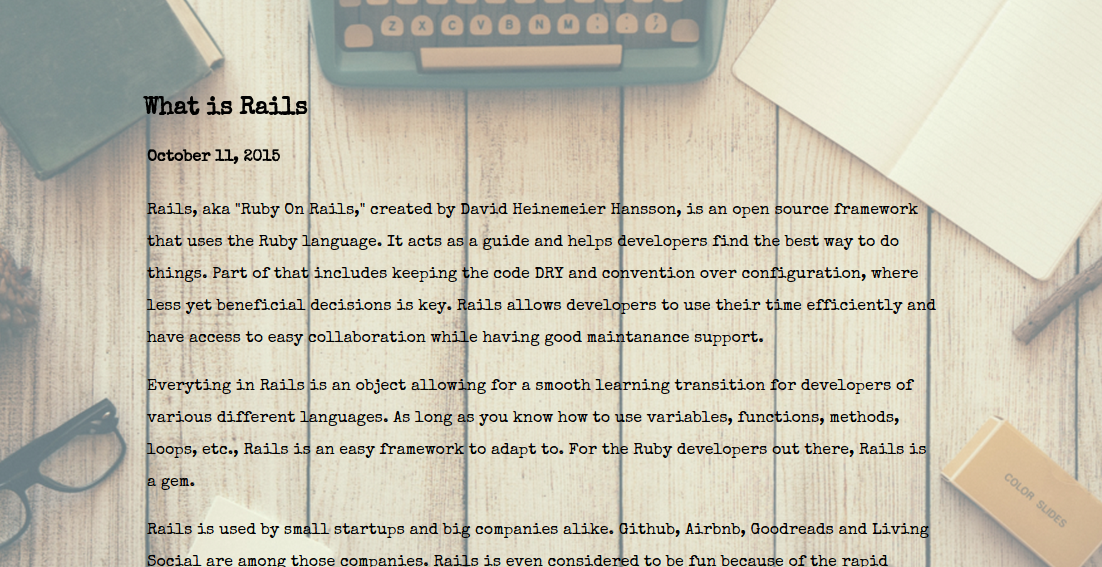 Z X C V B N M
What is Rails
October 11, 2015
Rails, aka "Ruby On Rails," created by David Heinemeier Hansson, is an open source framework
that uses the Ruby language. It acts as a guide and helps developers find the best way to do
things. Part of that includes keeping the code DRY and convention over configuration, where
less yet beneficial decisions is key. Rails allows developers to use their time efficiently and
have access to easy collaboration while having good maintanance support.
Everyting in Rails is an object allowing for a smooth learning transition for developers of
various different languages. As long as you know how to use variables, functions, methods,
loops, etc., Rails is an easy framework to adapt to. For the Ruby developers out there, Rails is
a gem.
COLOR SLIDES
Rails is used by small startups and big companies alike. Github, Airbnb, Goodreads and Living
Social are among those companies. Rails is even considered to be fun because of the rapid